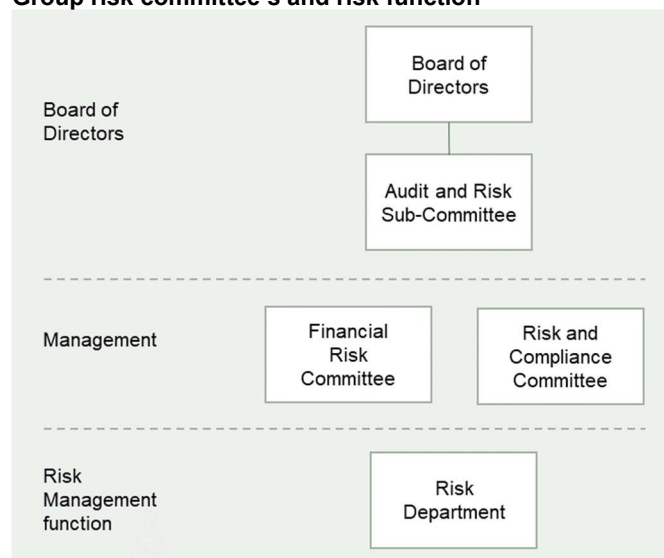 Group risk committee's and risk function
Board of
Directors
Board of
Directors
Audit and Risk
Sub-Committee
Management
Financial
Risk
Committee
Risk and
Compliance
Committee
Risk
Management
function
Risk
Department